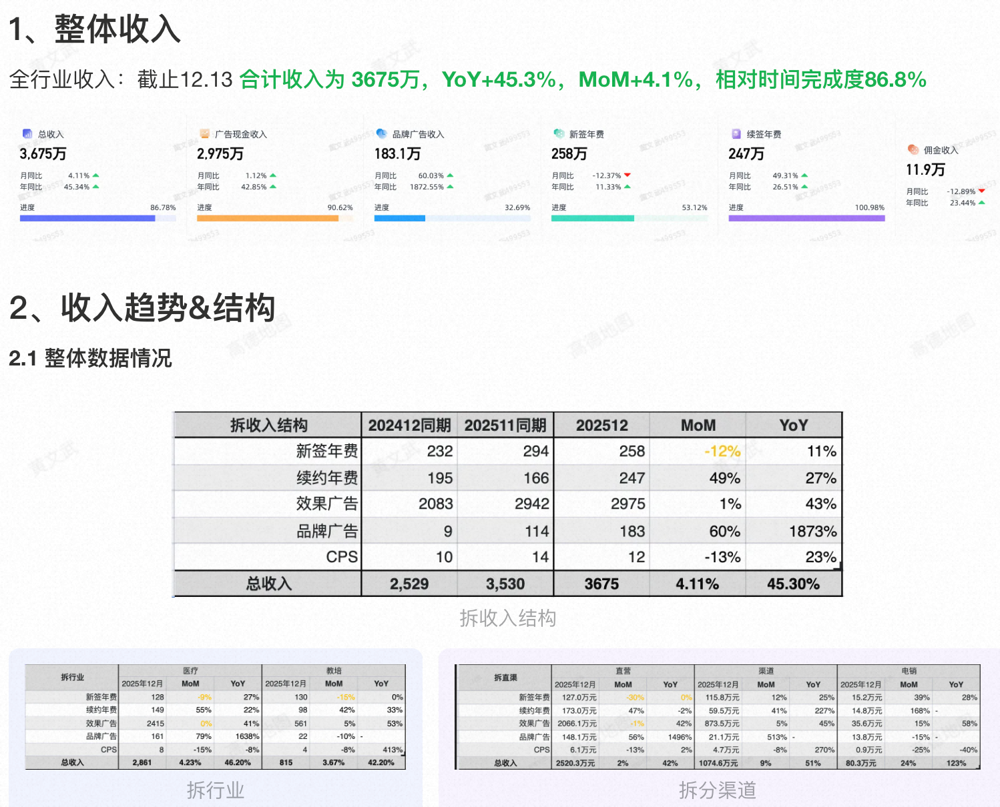 1、整体收入
全行业收入：截止12.13 合计收入为 3675万，YoY+45.3%，MoM+4.1%，相对时间完成度86.8%
总收入
3,675万
月同比 4.11%
年同比 45.34%
进度 86.78%
广告现金收入
2,975万
月同比 1.12%
年同比 42.85%
进度 90.62%
品牌广告收入
183.1万
月同比 60.03%
年同比 1872.55%
进度 32.69%
新签年费
258万
月同比 -12.37%
年同比 11.33%
进度 53.12%
续签年费
247万
月同比 49.31%
年同比 26.51%
进度 100.98%
佣金收入
11.9万
月同比 -12.89%
年同比 23.44%
2、收入趋势&结构
2.1 整体数据情况
拆收入结构 202412同期 202511同期 202512 MoM YoY
新签年费 232 294 258 -12% 11%
续约年费 195 166 247 49% 27%
效果广告 2083 2942 2975 1% 43%
品牌广告 9 114 183 60% 1873%
CPS 10 14 12 -13% 23%
总收入 2,529 3,530 3675 4.11% 45.30%
拆收入结构
拆行业 医疗 教培
2025年12月 MoM YoY 2025年12月 MoM YoY
新签年费 128 -9% 27% 130 -15% 0%
续约年费 149 55% 22% 98 42% 33%
效果广告 2415 0% 41% 561 5% 53%
品牌广告 161 79% 1638% 22 -10% -
CPS 8 -15% -8% 4 -8% 413%
总收入 2,861 4.23% 46.20% 815 3.67% 42.20%
拆行业
拆直渠 直营 渠道 电销
2025年12月 MoM YoY 2025年12月 MoM YoY 2025年12月 MoM YoY
新签年费 127.0万元 -30% 0% 115.8万元 12% 25% 15.2万元 39% 28%
续约年费 173.0万元 47% -2% 59.5万元 41% 227% 14.8万元 168% -
效果广告 2066.1万元 -1% 42% 873.5万元 5% 45% 35.6万元 15% 58%
品牌广告 148.1万元 56% 1496% 21.1万元 513% - 13.8万元 -15% -
CPS 6.1万元 -13% 2% 4.7万元 -8% 270% 0.9万元 -25% -40%
总收入 2520.3万元 2% 42% 1074.6万元 9% 51% 80.3万元 24% 123%
拆分渠道
黄文武
高德地图